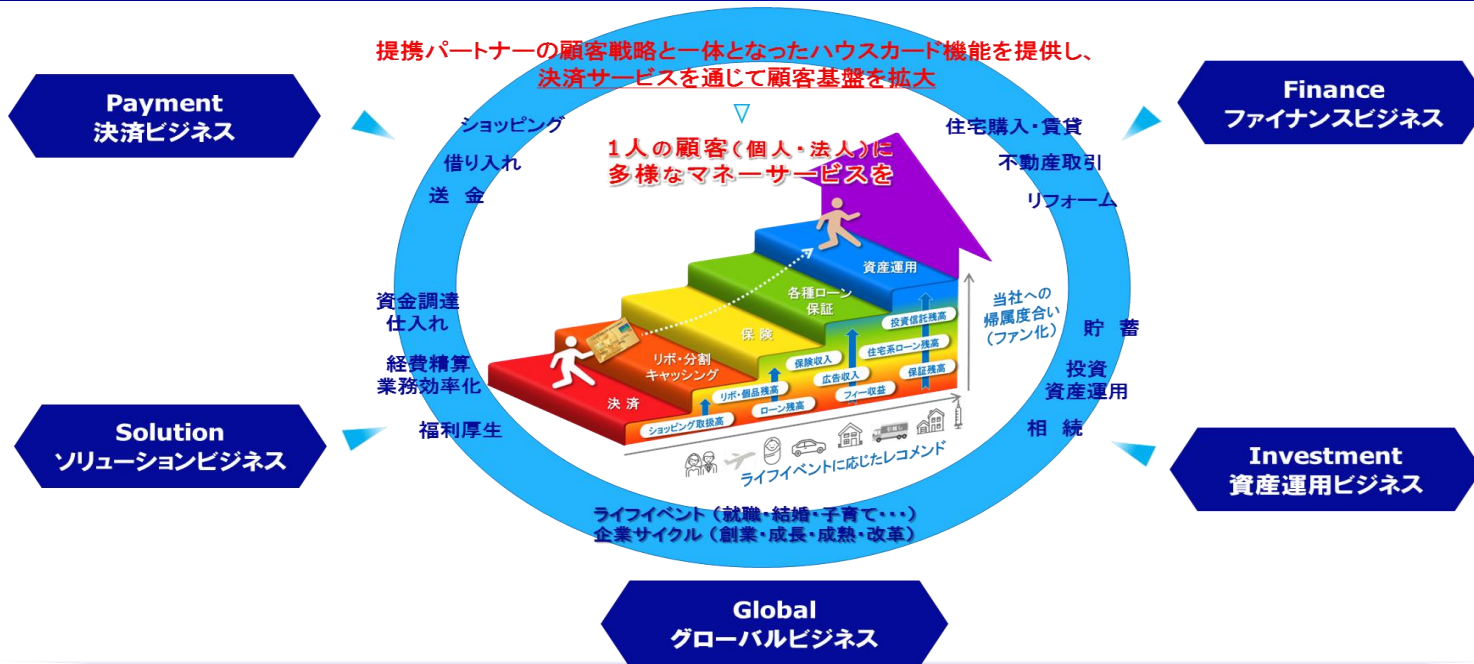 提携パートナーの顧客戦略と一体となったハウスカード機能を提供し、
決済サービスを通じて顧客基盤を拡大
Payment
決済ビジネス
Finance
ファイナンスビジネス
ショッピング
借り入れ
送 金
1人の顧客(個人・法人)に
多様なマネーサービスを
住宅購入・賃貸
不動産取引
リフォーム
資産運用
各種ローン
保証
保 険
リボ・分割
キャッシング
決 済
投資信託残高
住宅系ローン残高
保証残高
保険収入
広告収入
フィー収益
リボ・個品残高
ローン残高
ショッピング取扱高
当社への
帰属度合い
(ファン化)
資金調達
仕入れ
経費精算
業務効率化
福利厚生
貯 蓄
投資
資産運用
相 続
ライフイベントに応じたレコメンド
Solution
ソリューションビジネス
Investment
資産運用ビジネス
ライフイベント(就職・結婚・子育て・・・)
企業サイクル(創業・成長・成熟・改革)
Global
グローバルビジネス